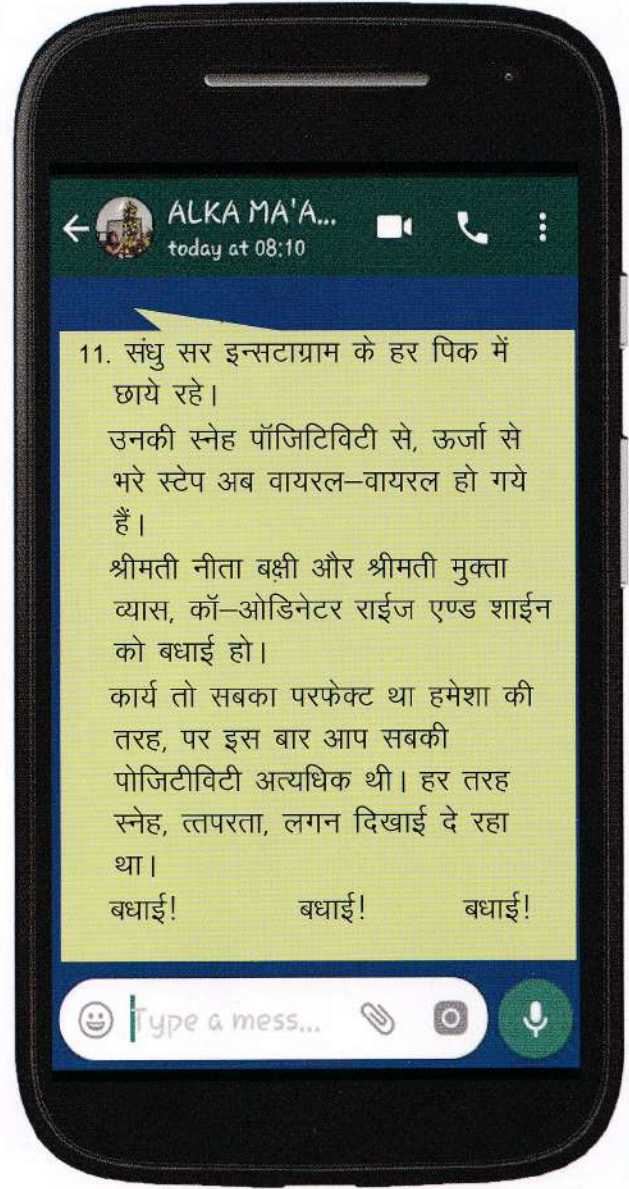 ALKA MA'A...
today at 08:10
11. संधु सर इन्सटाग्राम के हर पिक में
छाये रहे।
उनकी स्नेह पॉजिटिविटी से, ऊर्जा से
भरे स्टेप अब वायरल–वायरल हो गये
हैं।
श्रीमती नीता बक्षी और श्रीमती मुक्ता
व्यास, कॉ–ओडिनेटर राईज एण्ड शाईन
को बधाई हो।
कार्य तो सबका परफेक्ट था हमेशा की
तरह, पर इस बार आप सबकी
पोजिटीविटी अत्यधिक थी। हर तरह
स्नेह, त्तपरता, लगन दिखाई दे रहा
था।
बधाई! बधाई! बधाई!
Type a mess...